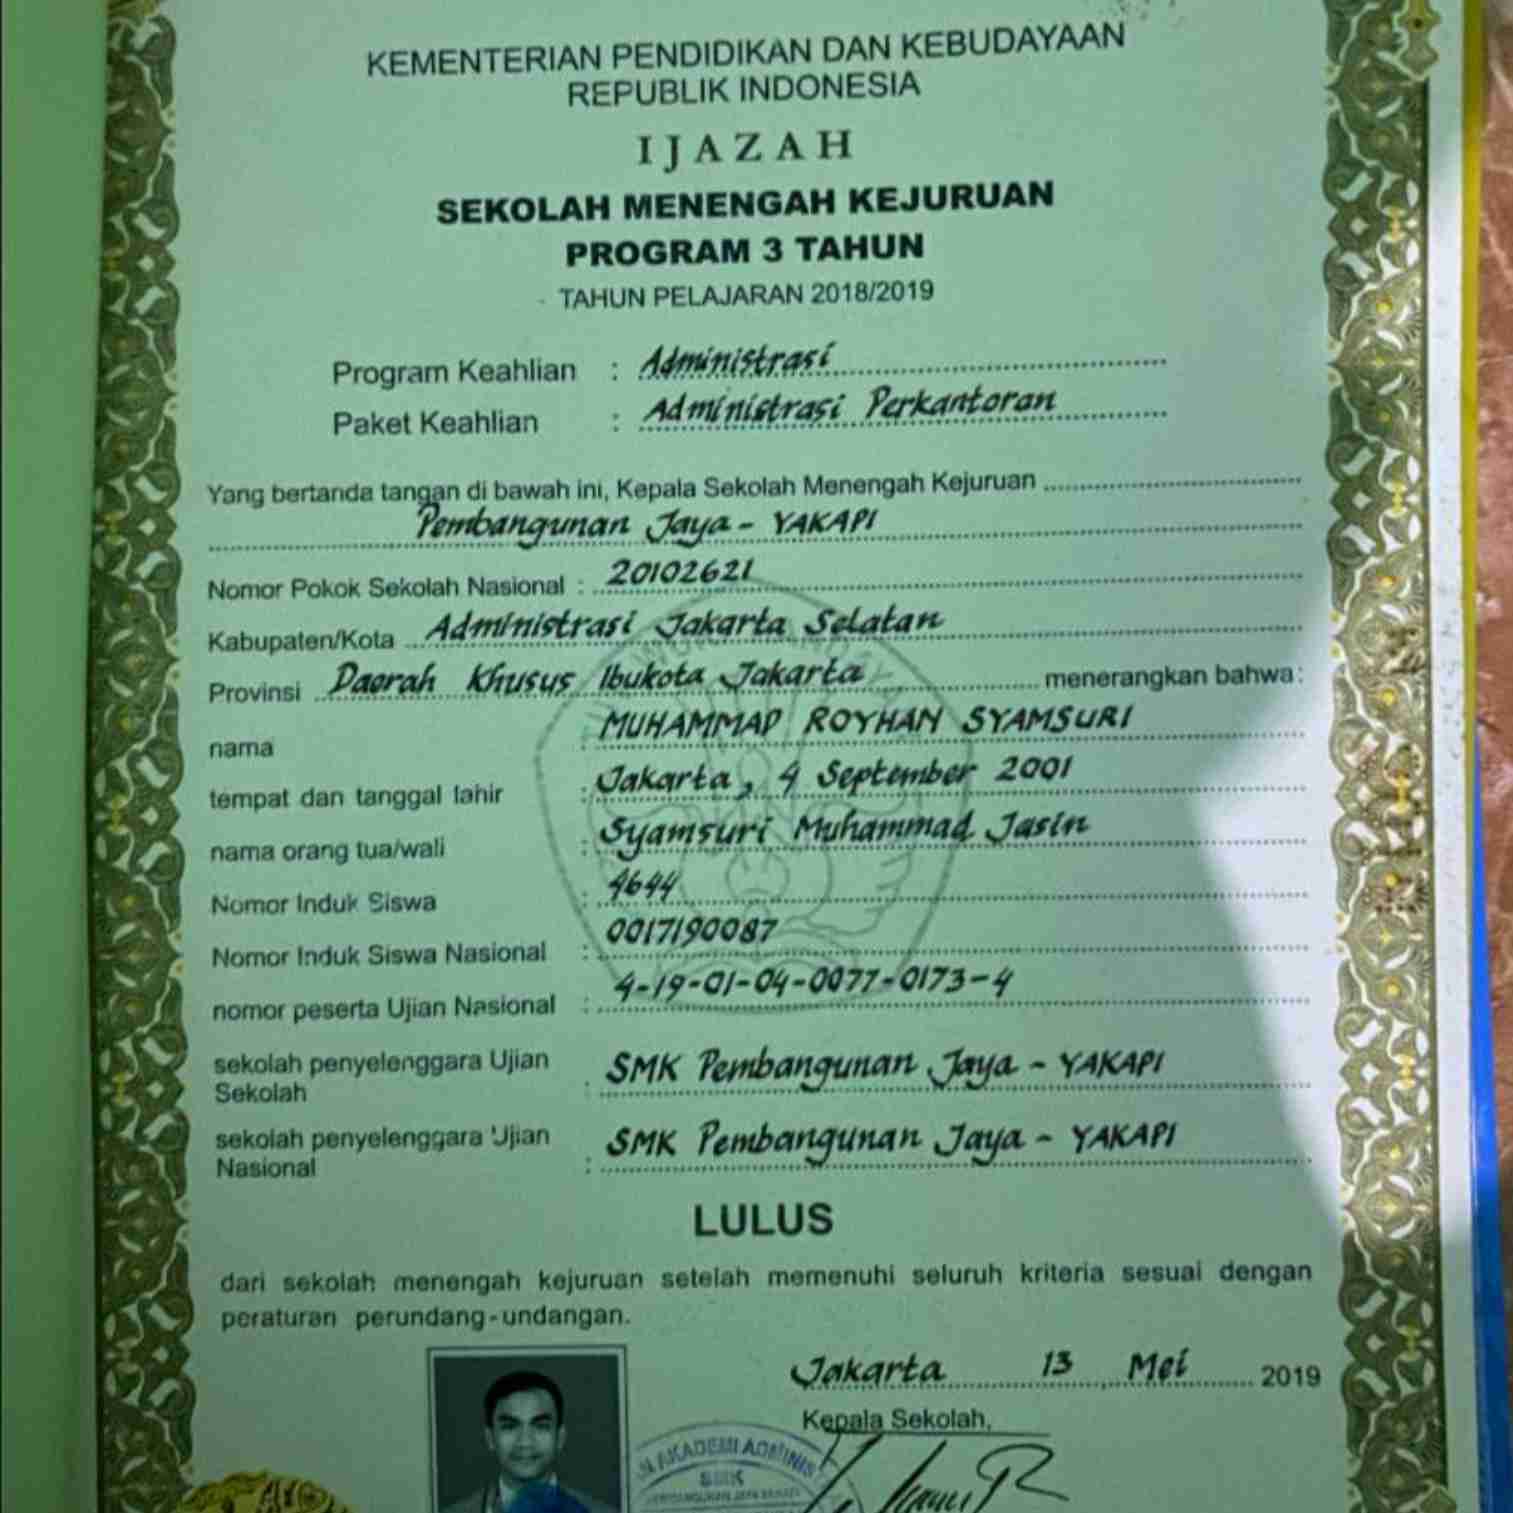 KEMENTERIAN PENDIDIKAN DAN KEBUDAYAAN
REPUBLIK INDONESIA
IJAZAH
SEKOLAH MENENGAH KEJURUAN
PROGRAM 3 TAHUN
TAHUN PELAJARAN 2018/2019
Program Keahlian : Administrasi
Paket Keahlian : Administrasi Perkantoran
Yang bertanda tangan di bawah ini, Kepala Sekolah Menengah Kejuruan
Pembangunan Jaya - YAKAPI
Nomor Pokok Sekolah Nasional : 20102621
Kabupaten/Kota Administrasi Jakarta Selatan
Provinsi Daerah Khusus Ibukota Jakarta menerangkan bahwa:
nama : MUHAMMAD ROYHAN SYAMSURI
tempat dan tanggal lahir : Jakarta, 4 September 2001
nama orang tua/wali : Syamsuri Muhammad Jasin
Nomor Induk Siswa : 4644
Nomor Induk Siswa Nasional : 0017190087
nomor peserta Ujian Nasional : 4-19-01-04-0077-0173-4
sekolah penyelenggara Ujian
Sekolah : SMK Pembangunan Jaya - YAKAPI
sekolah penyelenggara Ujian
Nasional : SMK Pembangunan Jaya - YAKAPI
LULUS
dari sekolah menengah kejuruan setelah memenuhi seluruh kriteria sesuai dengan
peraturan perundang-undangan.
Jakarta, 13 Mei 2019
Kepala Sekolah,
AKADEMI ADMINIS
SMK